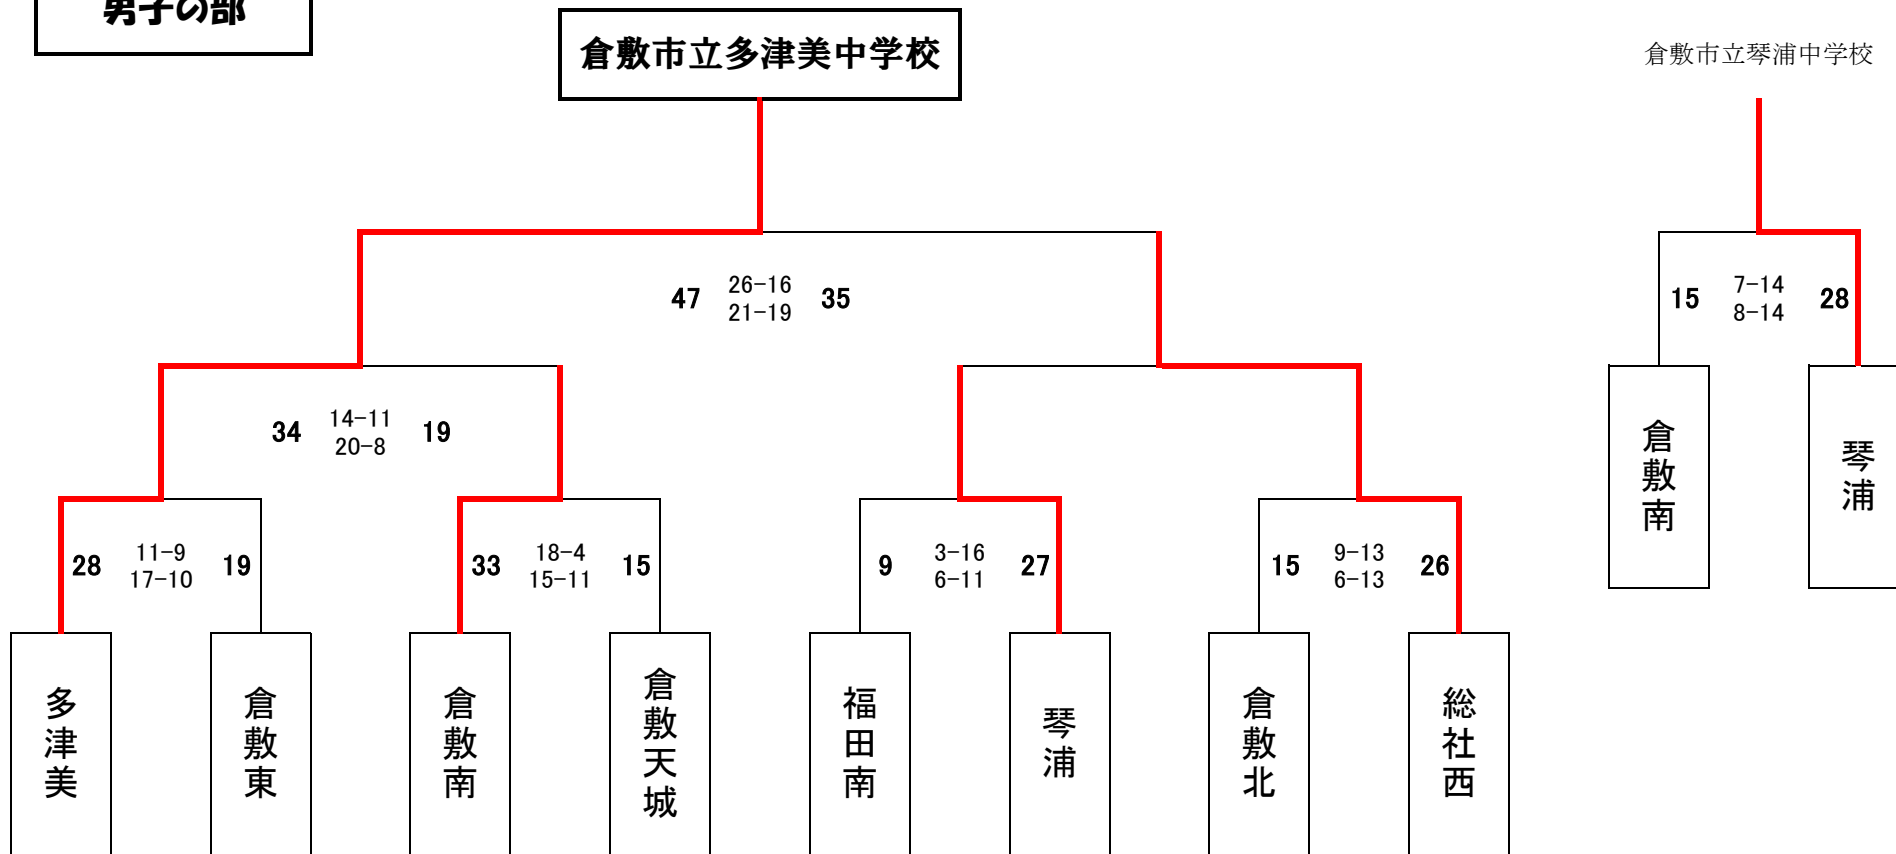 男子の部
倉敷市立多津美中学校
倉敷市立琴浦中学校
47 26-16 35
21-19
15 7-14 28
8-14
34 14-11 19
20-8
倉敷南
琴浦
28 11-9 19
17-10
33 18-4 15
15-11
9 3-16 27
6-11
15 9-13 26
6-13
多津美
倉敷東
倉敷南
倉敷天城
福田南
琴浦
倉敷北
総社西